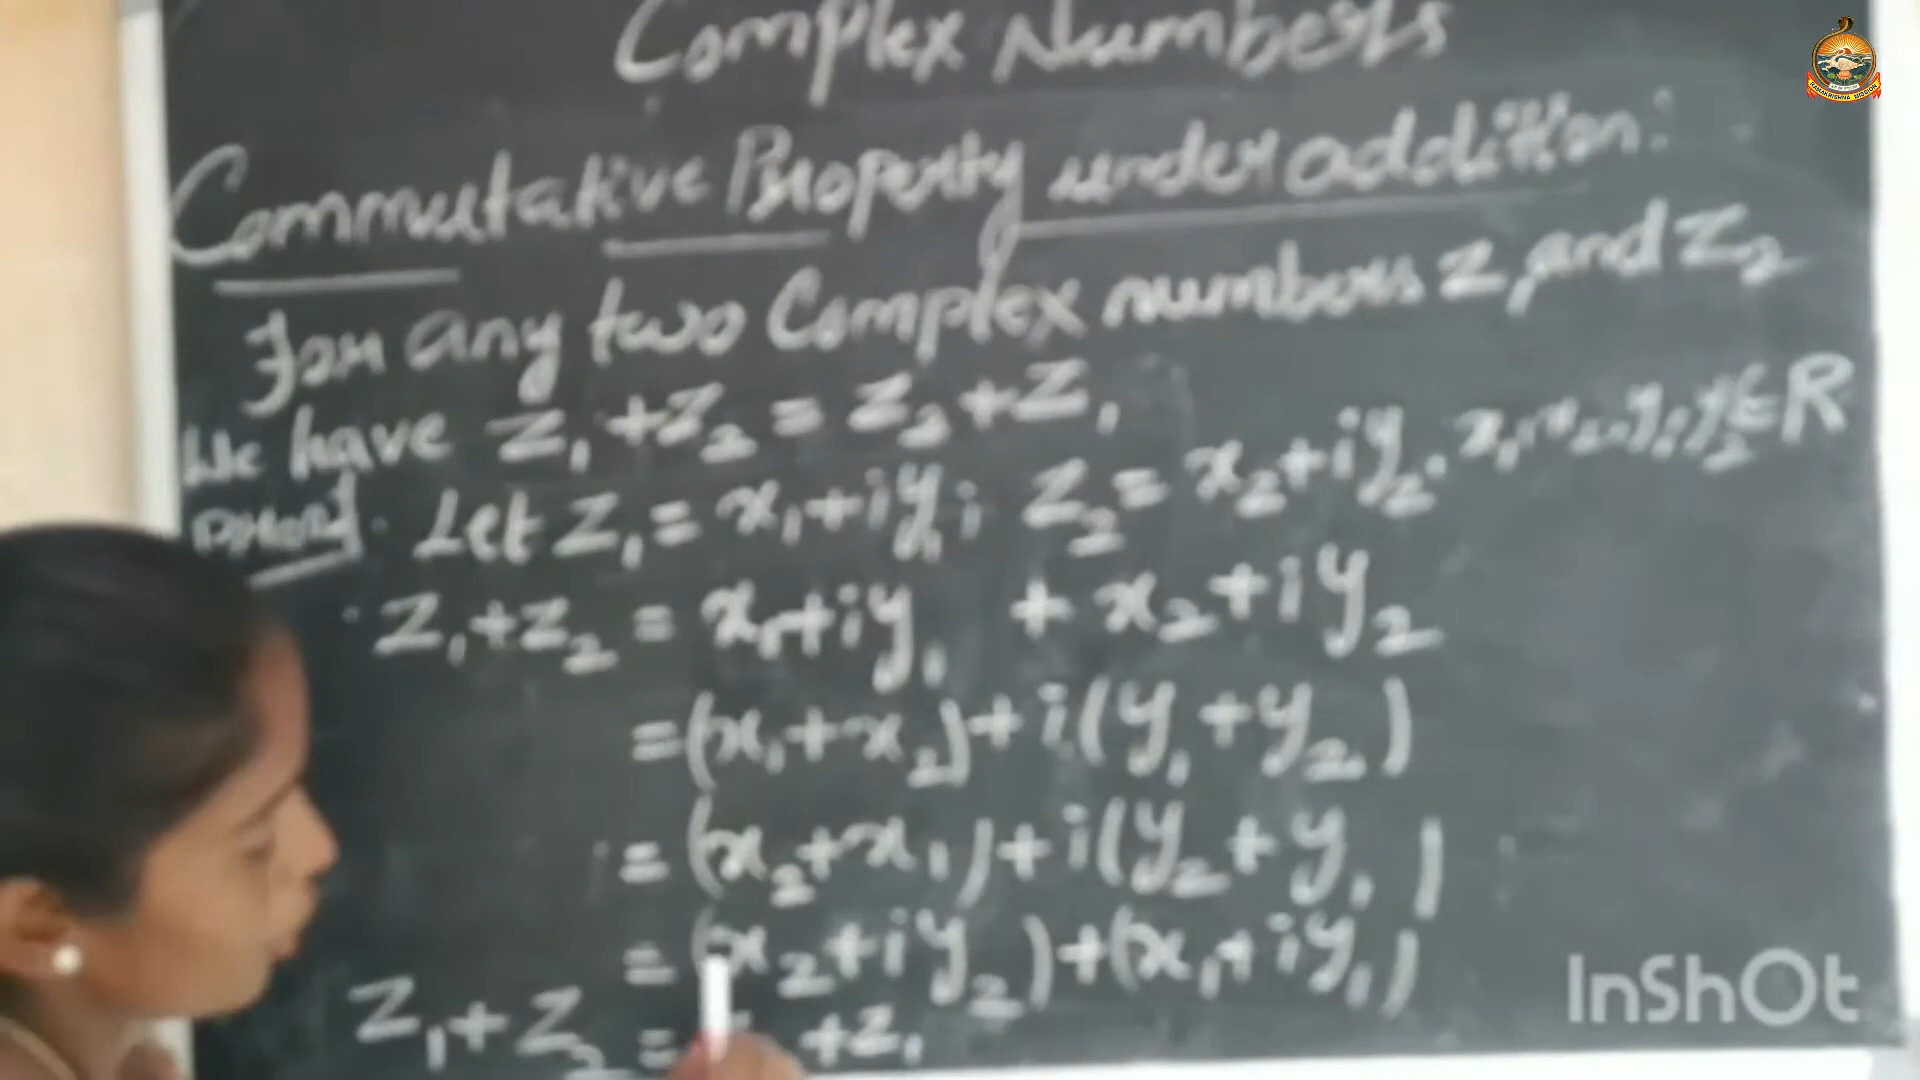 Complex Numbers
Commutative Property under addition:
For any two Complex numbers z₁ and z₂
We have z₁+z₂ = z₂+z₁
Proof. Let z₁ = x₁+iy₁; z₂ = x₂+iy₂. x₁, x₂, y₁, y₂ ∈ R
z₁+z₂ = x₁+iy₁ + x₂+iy₂
=(x₁+x₂)+i(y₁+y₂)
= (x₂+x₁)+i(y₂+y₁)
= (x₂+iy₂)+(x₁+iy₁)
z₁+z₂ = +z₁
RAMAKRISHNA MISSION
InShOt